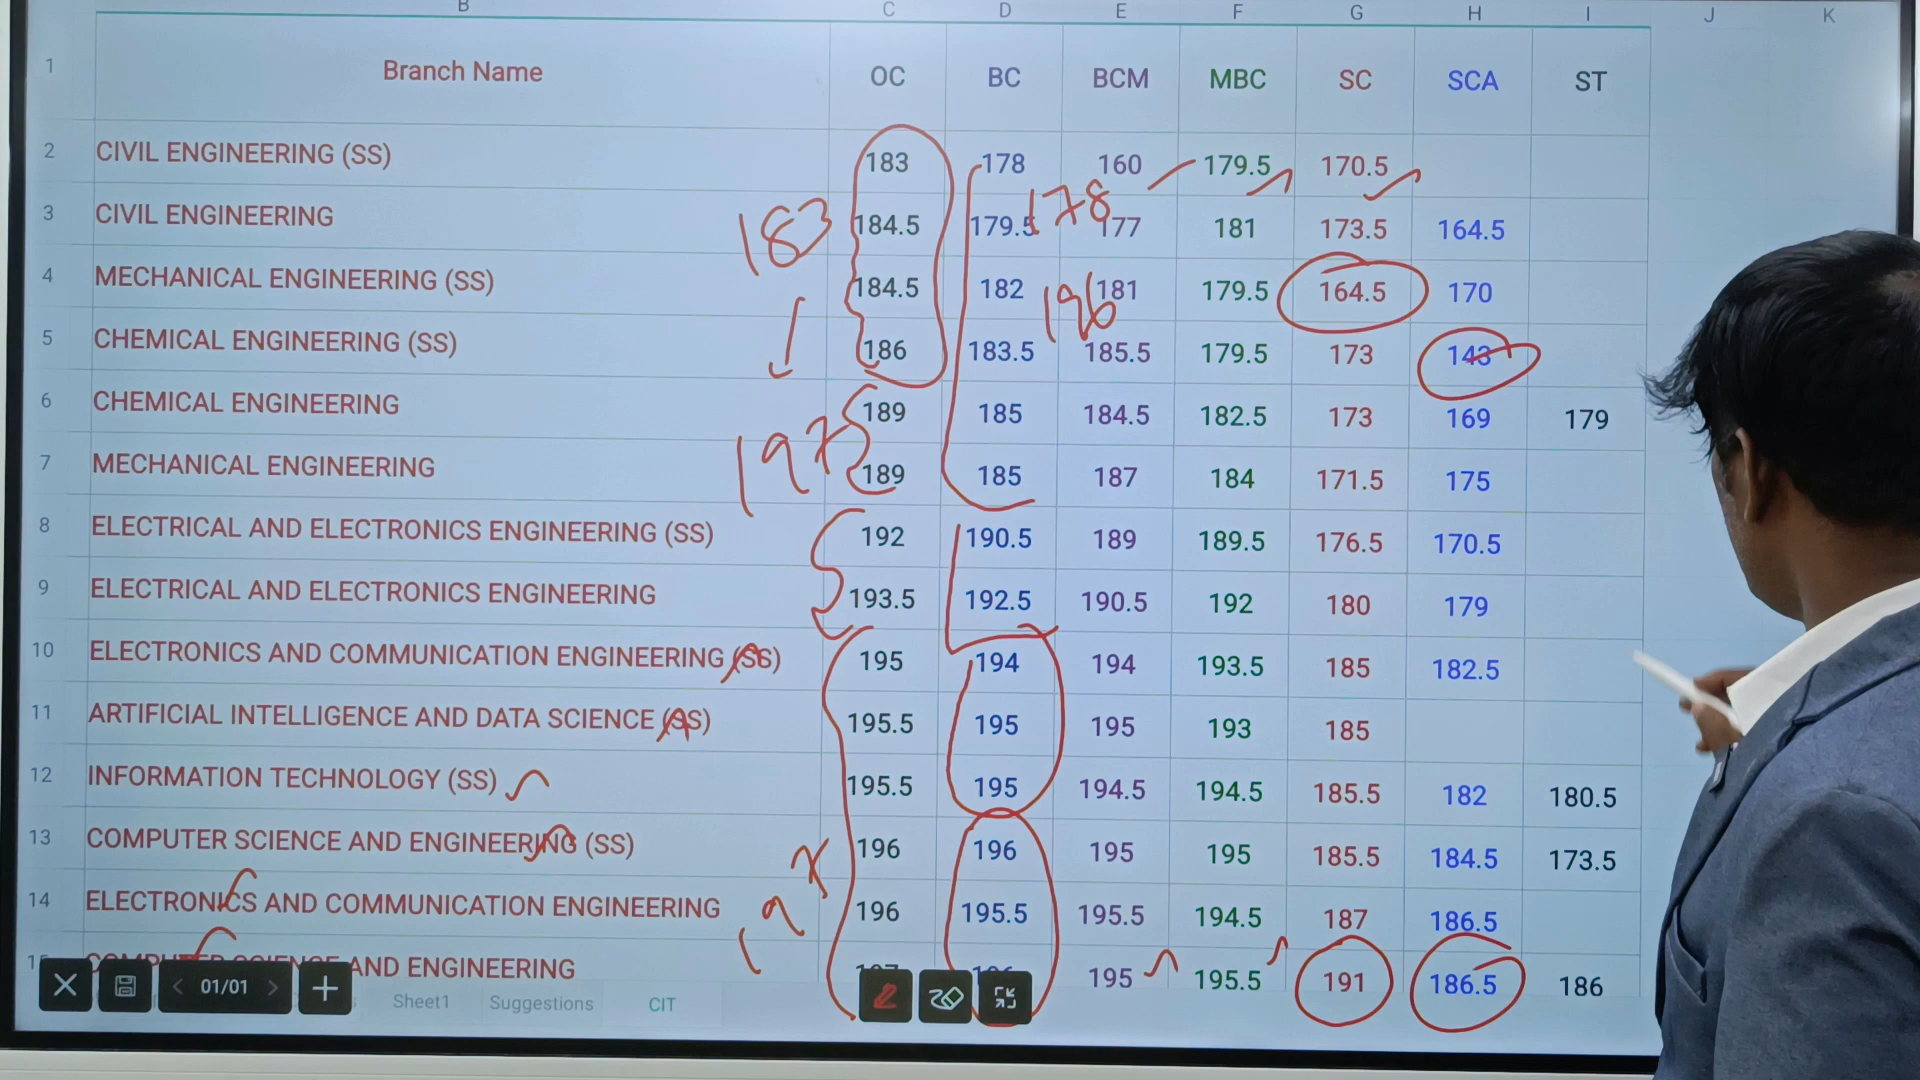 B C D E F G H I J K
1 Branch Name OC BC BCM MBC SC SCA ST
2 CIVIL ENGINEERING (SS) 183 178 160 179.5 170.5
3 CIVIL ENGINEERING 184.5 179.5 177 181 173.5 164.5
4 MECHANICAL ENGINEERING (SS) 184.5 182 181 179.5 164.5 170
5 CHEMICAL ENGINEERING (SS) 186 183.5 185.5 179.5 173 143
6 CHEMICAL ENGINEERING 189 185 184.5 182.5 173 169 179
7 MECHANICAL ENGINEERING 189 185 187 184 171.5 175
8 ELECTRICAL AND ELECTRONICS ENGINEERING (SS) 192 190.5 189 189.5 176.5 170.5
9 ELECTRICAL AND ELECTRONICS ENGINEERING 193.5 192.5 190.5 192 180 179
10 ELECTRONICS AND COMMUNICATION ENGINEERING (SS) 195 194 194 193.5 185 182.5
11 ARTIFICIAL INTELLIGENCE AND DATA SCIENCE (SS) 195.5 195 195 193 185
12 INFORMATION TECHNOLOGY (SS) 195.5 195 194.5 194.5 185.5 182 180.5
13 COMPUTER SCIENCE AND ENGINEERING (SS) 196 196 195 195 185.5 184.5 173.5
14 ELECTRONICS AND COMMUNICATION ENGINEERING 196 195.5 195.5 194.5 187 186.5
COMPUTER SCIENCE AND ENGINEERING 195 195.5 191 186.5 186
183
178
196
197
19x
01/01
Sheet1 Suggestions CIT